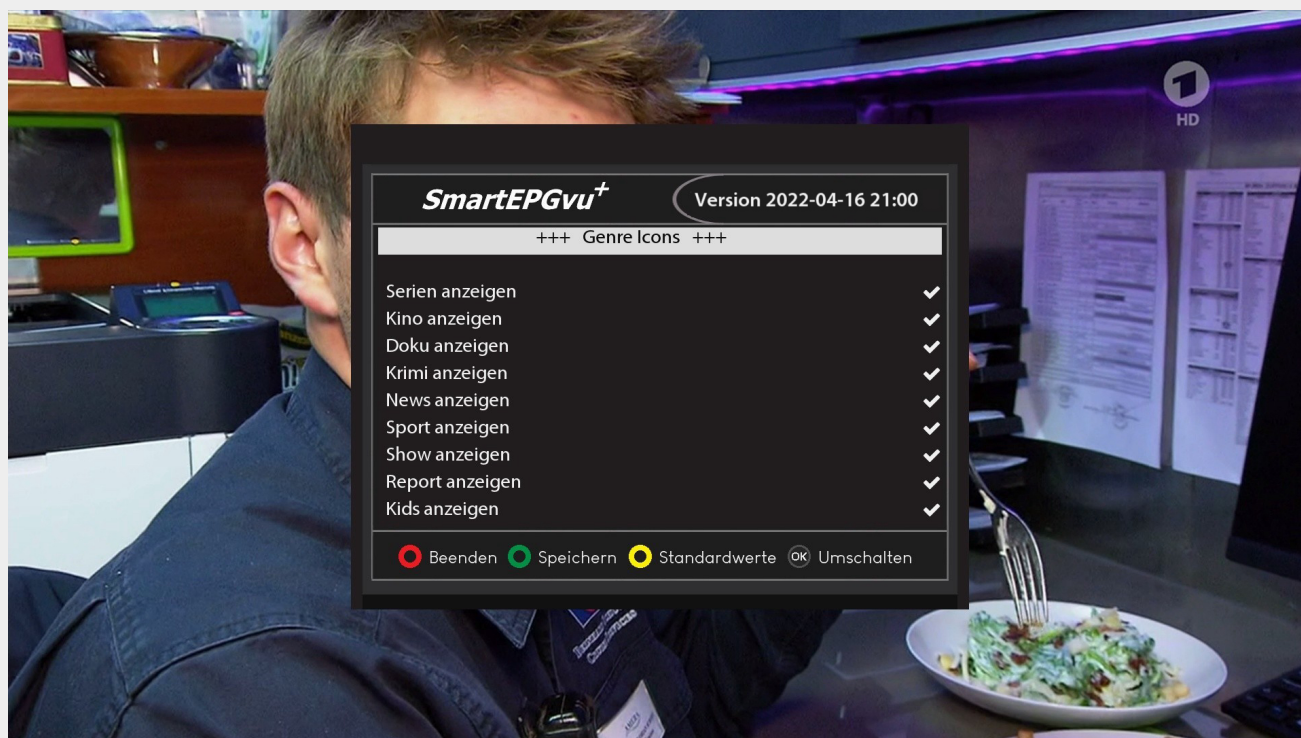 1
HD
SmartEPGvu+
Version 2022-04-16 21:00
+++ Genre Icons +++
Serien anzeigen
Kino anzeigen
Doku anzeigen
Krimi anzeigen
News anzeigen
Sport anzeigen
Show anzeigen
Report anzeigen
Kids anzeigen
Beenden Speichern Standardwerte OK Umschalten